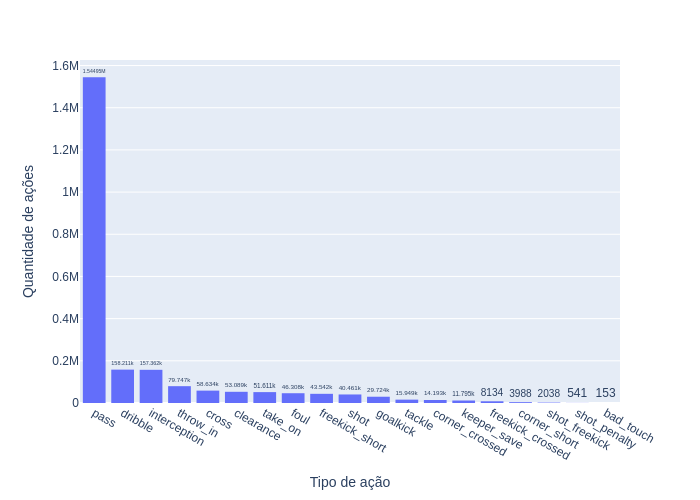 Quantidade de ações
1.6M
1.4M
1.2M
1M
0.8M
0.6M
0.4M
0.2M
0
1.54495M
158.211k
157.362k
79.747k
58.634k
53.089k
51.611k
46.308k
43.542k
40.461k
29.724k
15.949k
14.193k
11.795k
8134
3988
2038
541
153
pass
dribble
interception
throw_in
cross
clearance
take_on
foul
freekick_short
shot
goalkick
tackle
corner_crossed
keeper_save
freekick_crossed
corner_short
shot_freekick
shot_penalty
bad_touch
Tipo de ação